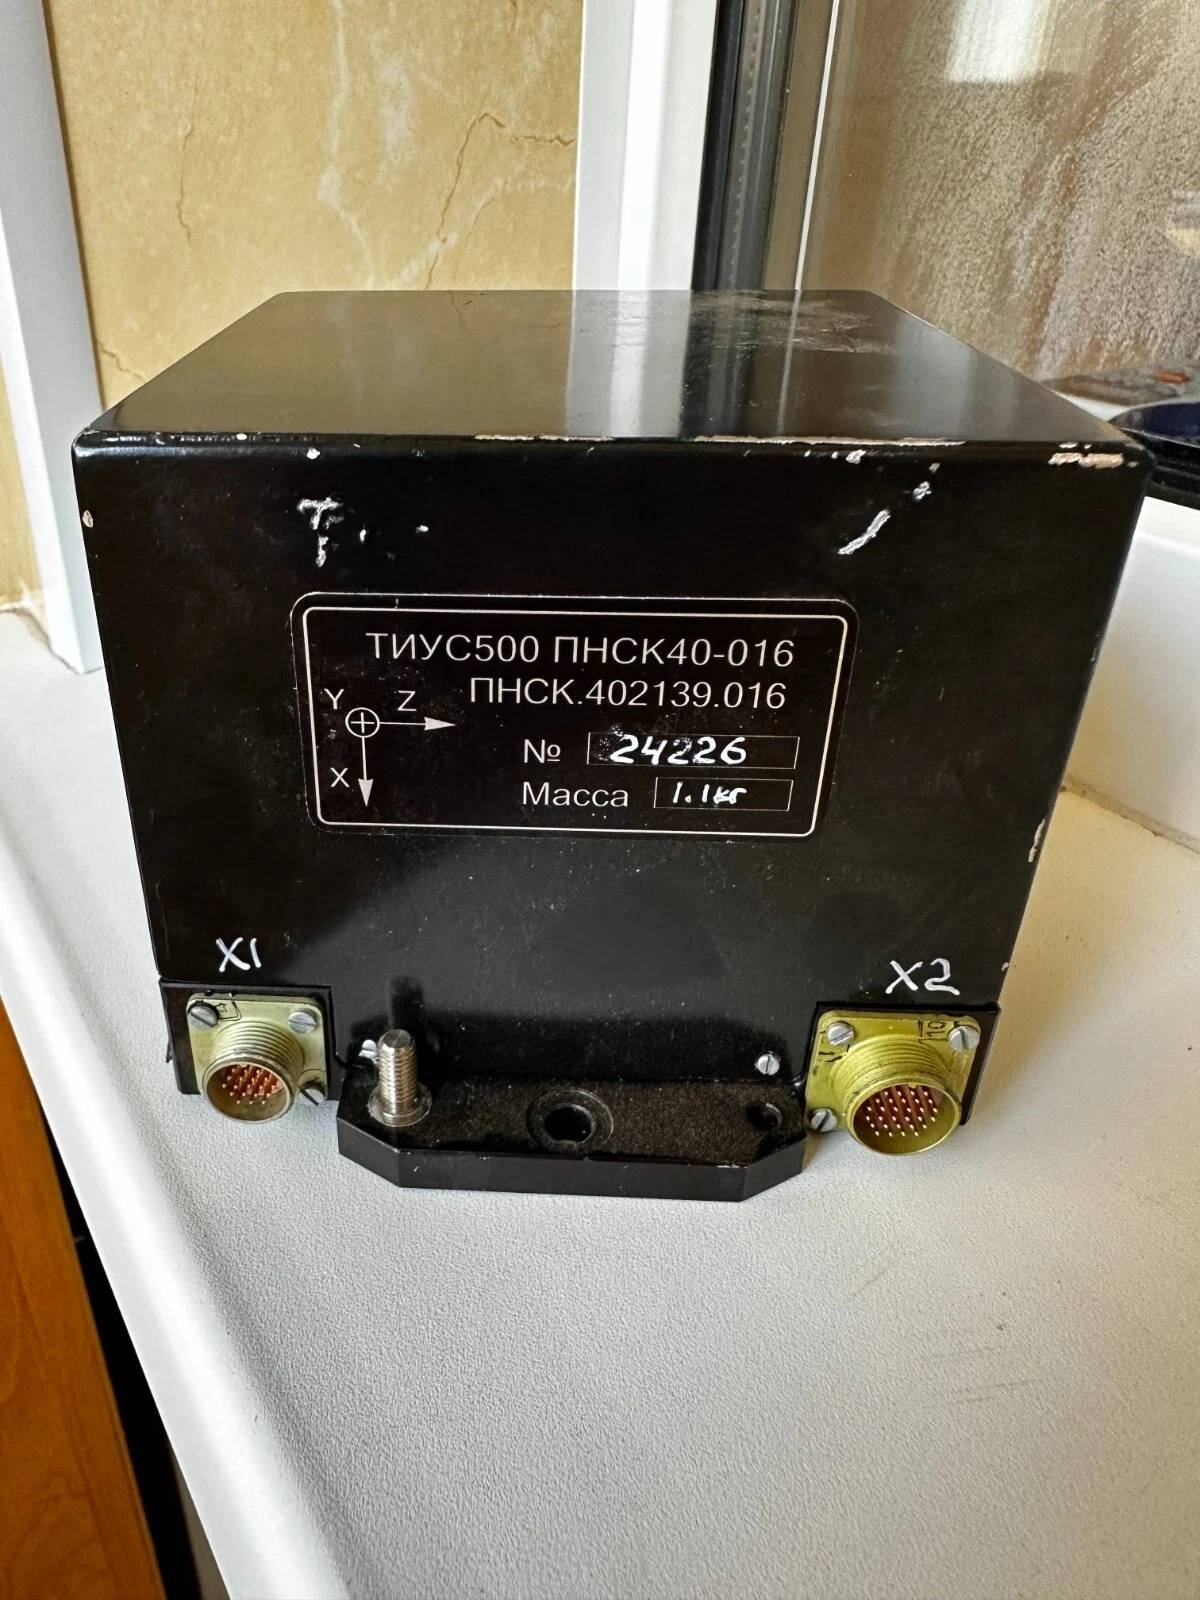 ТИУС500 ПНСК40-016
ПНСК.402139.016
Y Z
X
№ 24226
Масса 1.1кг
X1
X2